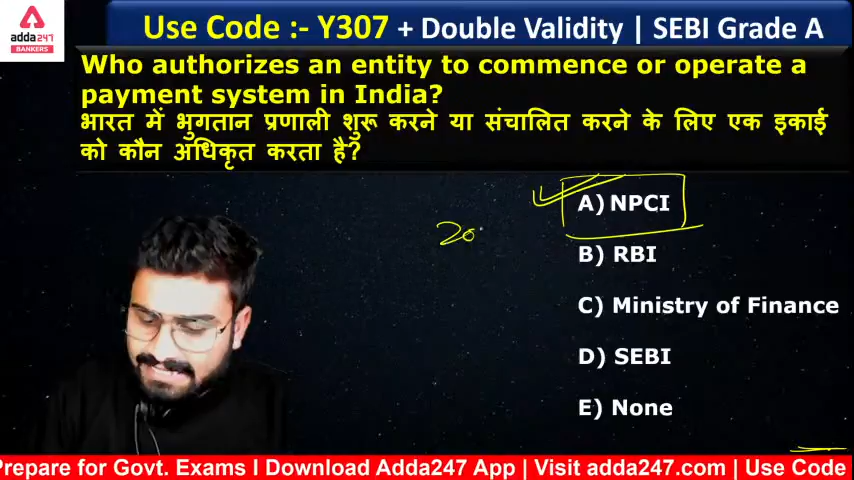 adda247
BANKERS
Use Code :- Y307 + Double Validity | SEBI Grade A
Who authorizes an entity to commence or operate a
payment system in India?
भारत में भुगतान प्रणाली शुरू करने या संचालित करने के लिए एक इकाई
को कौन अधिकृत करता है?
A) NPCI
20
B) RBI
C) Ministry of Finance
D) SEBI
E) None
Prepare for Govt. Exams I Download Adda247 App | Visit adda247.com | Use Code